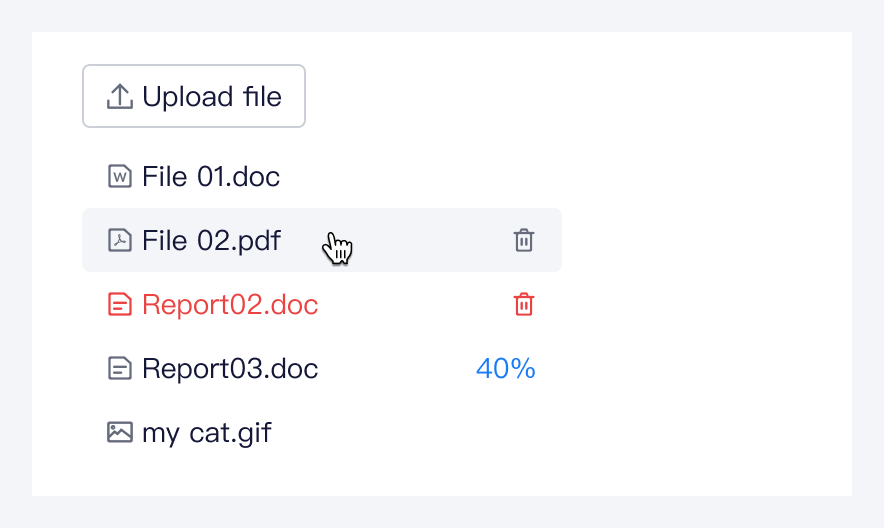 Upload file
File 01.doc
File 02.pdf
Report02.doc
Report03.doc 40%
my cat.gif